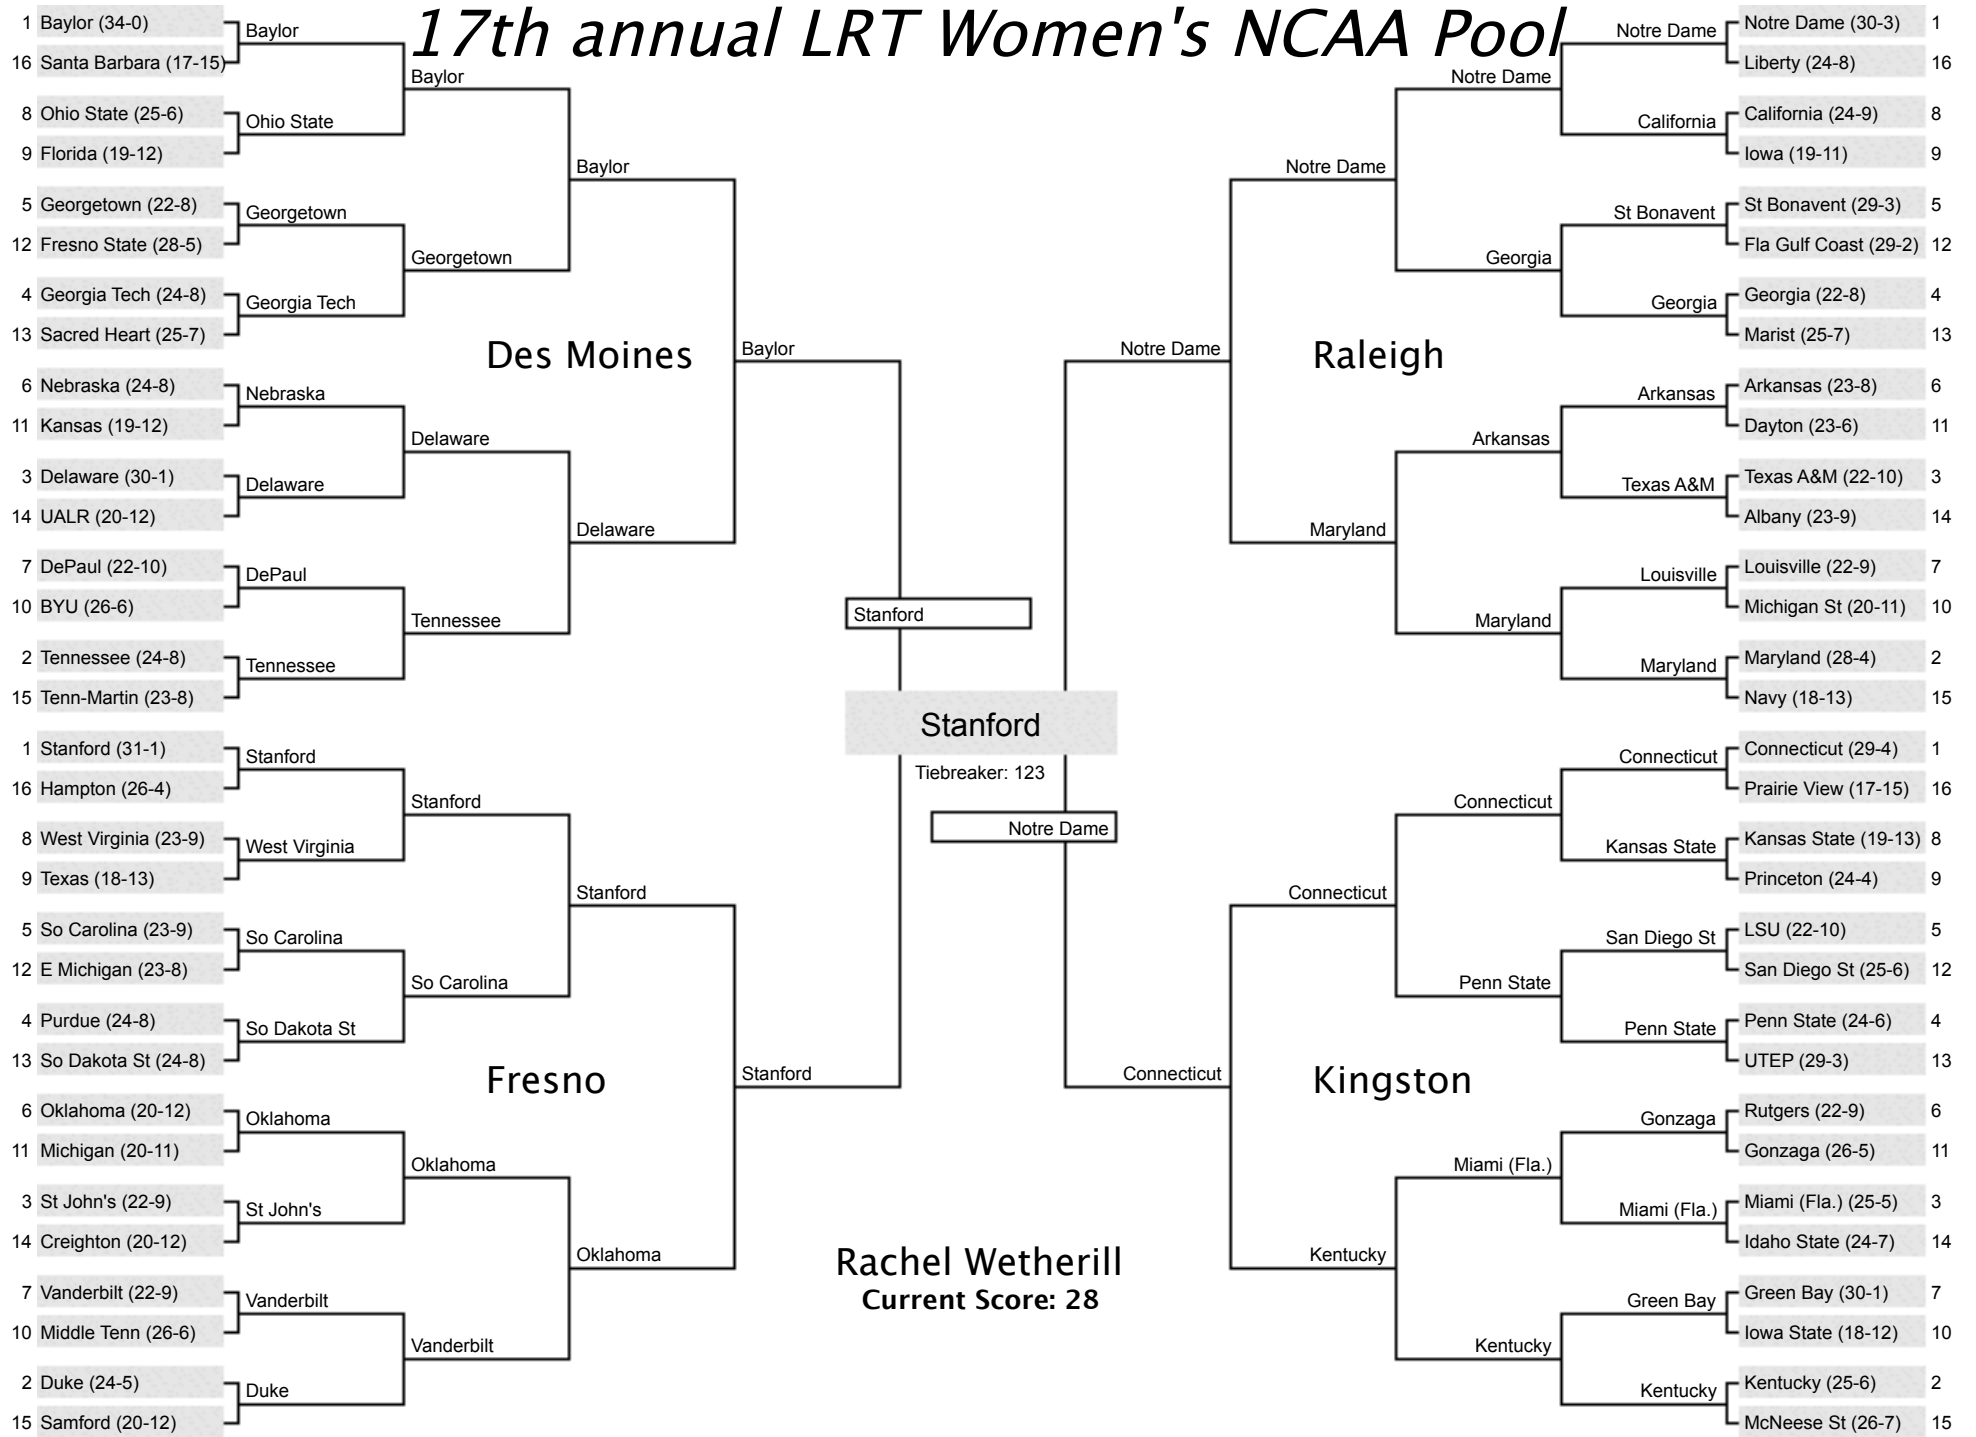 17th annual LRT Women's NCAA Pool
1 Baylor (34-0)
16 Santa Barbara (17-15)
8 Ohio State (25-6)
9 Florida (19-12)
5 Georgetown (22-8)
12 Fresno State (28-5)
4 Georgia Tech (24-8)
13 Sacred Heart (25-7)
6 Nebraska (24-8)
11 Kansas (19-12)
3 Delaware (30-1)
14 UALR (20-12)
7 DePaul (22-10)
10 BYU (26-6)
2 Tennessee (24-8)
15 Tenn-Martin (23-8)
Baylor
Ohio State
Georgetown
Georgia Tech
Nebraska
Delaware
DePaul
Tennessee
Baylor
Georgetown
Delaware
Tennessee
Baylor
Delaware
Des Moines
Baylor
1 Stanford (31-1)
16 Hampton (26-4)
8 West Virginia (23-9)
9 Texas (18-13)
5 So Carolina (23-9)
12 E Michigan (23-8)
4 Purdue (24-8)
13 So Dakota St (24-8)
6 Oklahoma (20-12)
11 Michigan (20-11)
3 St John's (22-9)
14 Creighton (20-12)
7 Vanderbilt (22-9)
10 Middle Tenn (26-6)
2 Duke (24-5)
15 Samford (20-12)
Stanford
West Virginia
So Carolina
So Dakota St
Oklahoma
St John's
Vanderbilt
Duke
Stanford
So Carolina
Oklahoma
Vanderbilt
Stanford
Oklahoma
Fresno
Stanford
Stanford
Stanford
Tiebreaker: 123
Notre Dame
Rachel Wetherill
Current Score: 28
Notre Dame (30-3) 1
Liberty (24-8) 16
California (24-9) 8
Iowa (19-11) 9
St Bonavent (29-3) 5
Fla Gulf Coast (29-2) 12
Georgia (22-8) 4
Marist (25-7) 13
Arkansas (23-8) 6
Dayton (23-6) 11
Texas A&M (22-10) 3
Albany (23-9) 14
Louisville (22-9) 7
Michigan St (20-11) 10
Maryland (28-4) 2
Navy (18-13) 15
Notre Dame
California
St Bonavent
Georgia
Arkansas
Texas A&M
Louisville
Maryland
Notre Dame
Georgia
Arkansas
Maryland
Notre Dame
Maryland
Raleigh
Notre Dame
Connecticut (29-4) 1
Prairie View (17-15) 16
Kansas State (19-13) 8
Princeton (24-4) 9
LSU (22-10) 5
San Diego St (25-6) 12
Penn State (24-6) 4
UTEP (29-3) 13
Rutgers (22-9) 6
Gonzaga (26-5) 11
Miami (Fla.) (25-5) 3
Idaho State (24-7) 14
Green Bay (30-1) 7
Iowa State (18-12) 10
Kentucky (25-6) 2
McNeese St (26-7) 15
Connecticut
Kansas State
San Diego St
Penn State
Gonzaga
Miami (Fla.)
Green Bay
Kentucky
Connecticut
Penn State
Miami (Fla.)
Kentucky
Connecticut
Kentucky
Kingston
Connecticut